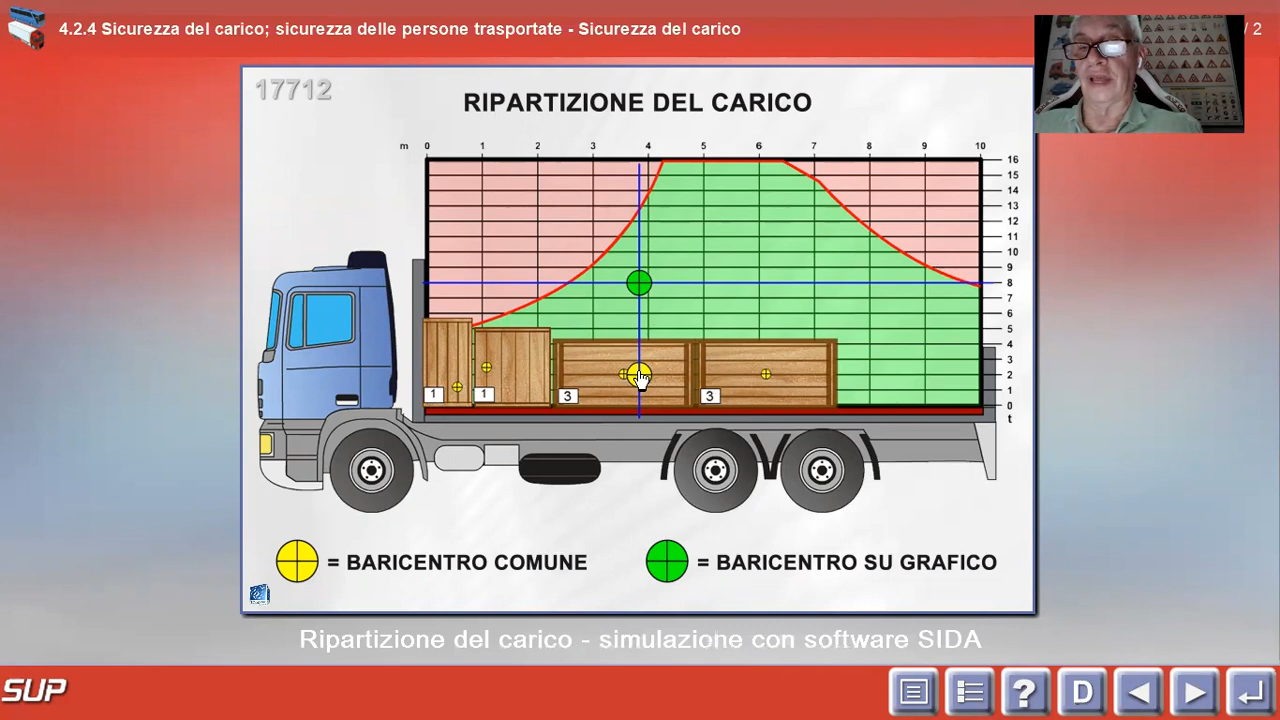 4.2.4 Sicurezza del carico; sicurezza delle persone trasportate - Sicurezza del carico
/ 2
17712
RIPARTIZIONE DEL CARICO
m 0 1 2 3 4 5 6 7 8 9 10
16
15
14
13
12
11
10
9
8
7
6
5
4
3
2
1
0
t
1 1 3 3
= BARICENTRO COMUNE
= BARICENTRO SU GRAFICO
Ripartizione del carico - simulazione con software SIDA
SUP
? D